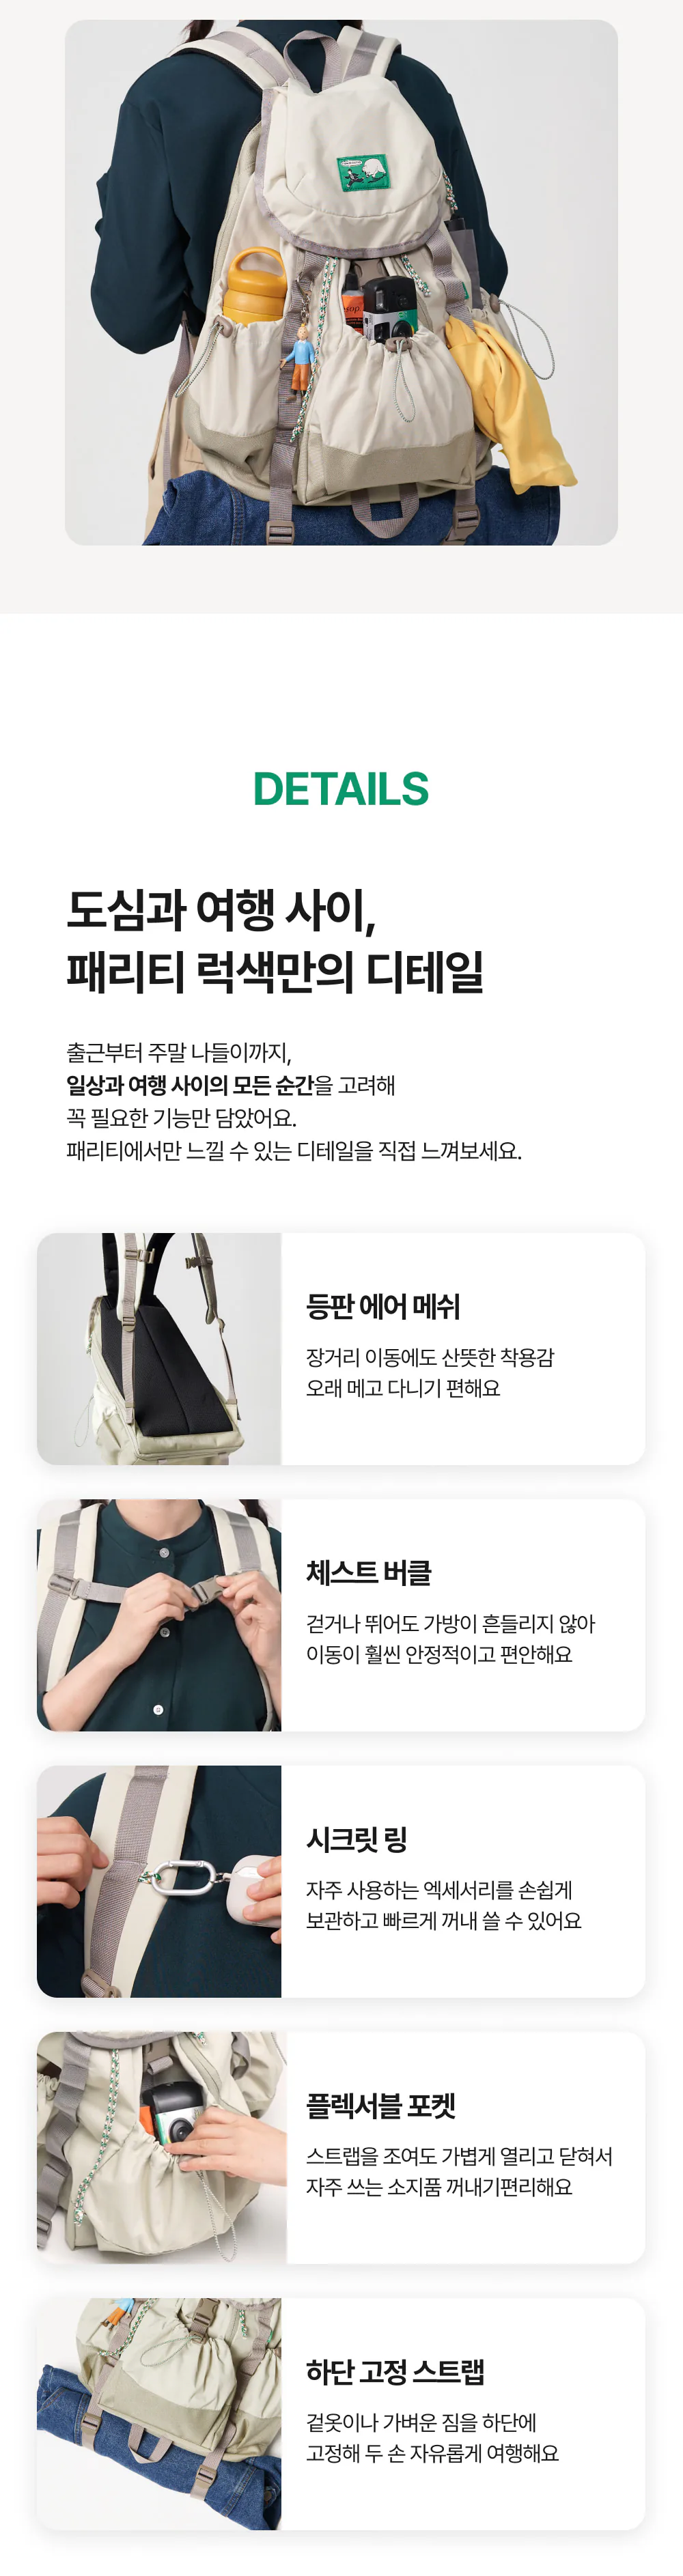 DETAILS
도심과 여행 사이,
패리티 럭색만의 디테일
출근부터 주말 나들이까지,
일상과 여행 사이의 모든 순간을 고려해
꼭 필요한 기능만 담았어요.
패리티에서만 느낄 수 있는 디테일을 직접 느껴보세요.
등판 에어 메쉬
장거리 이동에도 산뜻한 착용감
오래 메고 다니기 편해요
체스트 버클
걷거나 뛰어도 가방이 흔들리지 않아
이동이 훨씬 안정적이고 편안해요
시크릿 링
자주 사용하는 엑세서리를 손쉽게
보관하고 빠르게 꺼내 쓸 수 있어요
플렉서블 포켓
스트랩을 조여도 가볍게 열리고 닫혀서
자주 쓰는 소지품 꺼내기편리해요
하단 고정 스트랩
겉옷이나 가벼운 짐을 하단에
고정해 두 손 자유롭게 여행해요